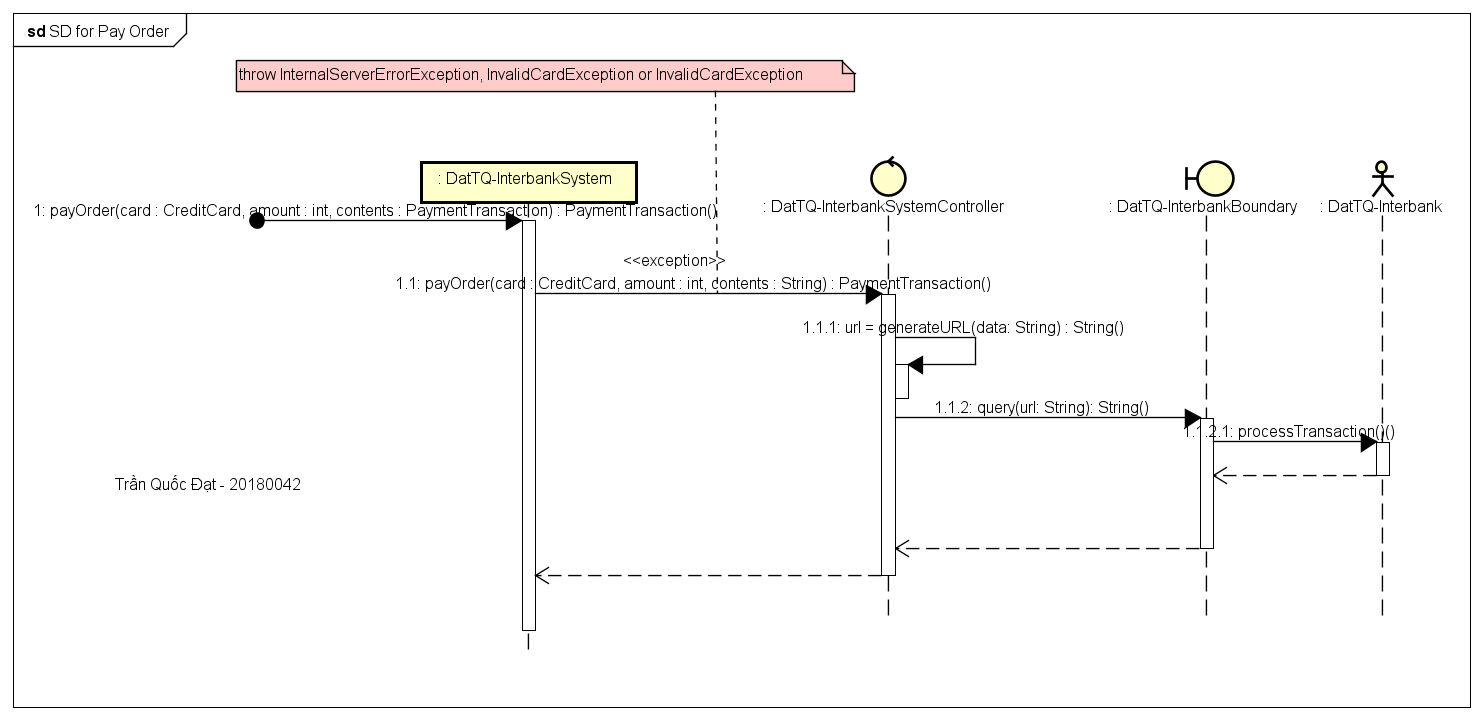 sd SD for Pay Order
throw InternalServerErrorException, InvalidCardException or InvalidCardException
: DatTQ-InterbankSystem
: DatTQ-InterbankSystemController
: DatTQ-InterbankBoundary
: DatTQ-Interbank
1: payOrder(card : CreditCard, amount : int, contents : PaymentTransaction) : PaymentTransaction()
<<exception>>
1.1: payOrder(card : CreditCard, amount : int, contents : String) : PaymentTransaction()
1.1.1: url = generateURL(data: String) : String()
1.1.2: query(url: String): String()
1.1.2.1: processTransaction()()
Trần Quốc Đạt - 20180042